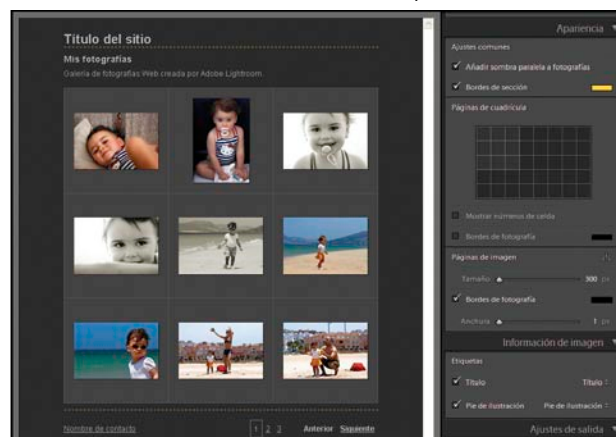 Título del sitio
Mis fotografías
Galería de fotografías Web creada por Adobe Lightroom.
Nombre de contacto
1 2 3
Anterior Siguiente
Apariencia
Ajustes comunes
Añadir sombra paralela a fotografías
Bordes de sección
Páginas de cuadrícula
Mostrar números de celda
Bordes de fotografía
Páginas de imagen
Tamaño 300 px
Bordes de fotografía
Anchura 1 px
Información de imagen
Etiquetas
Título Título
Pie de ilustración Pie de ilustración
Ajustes de salida